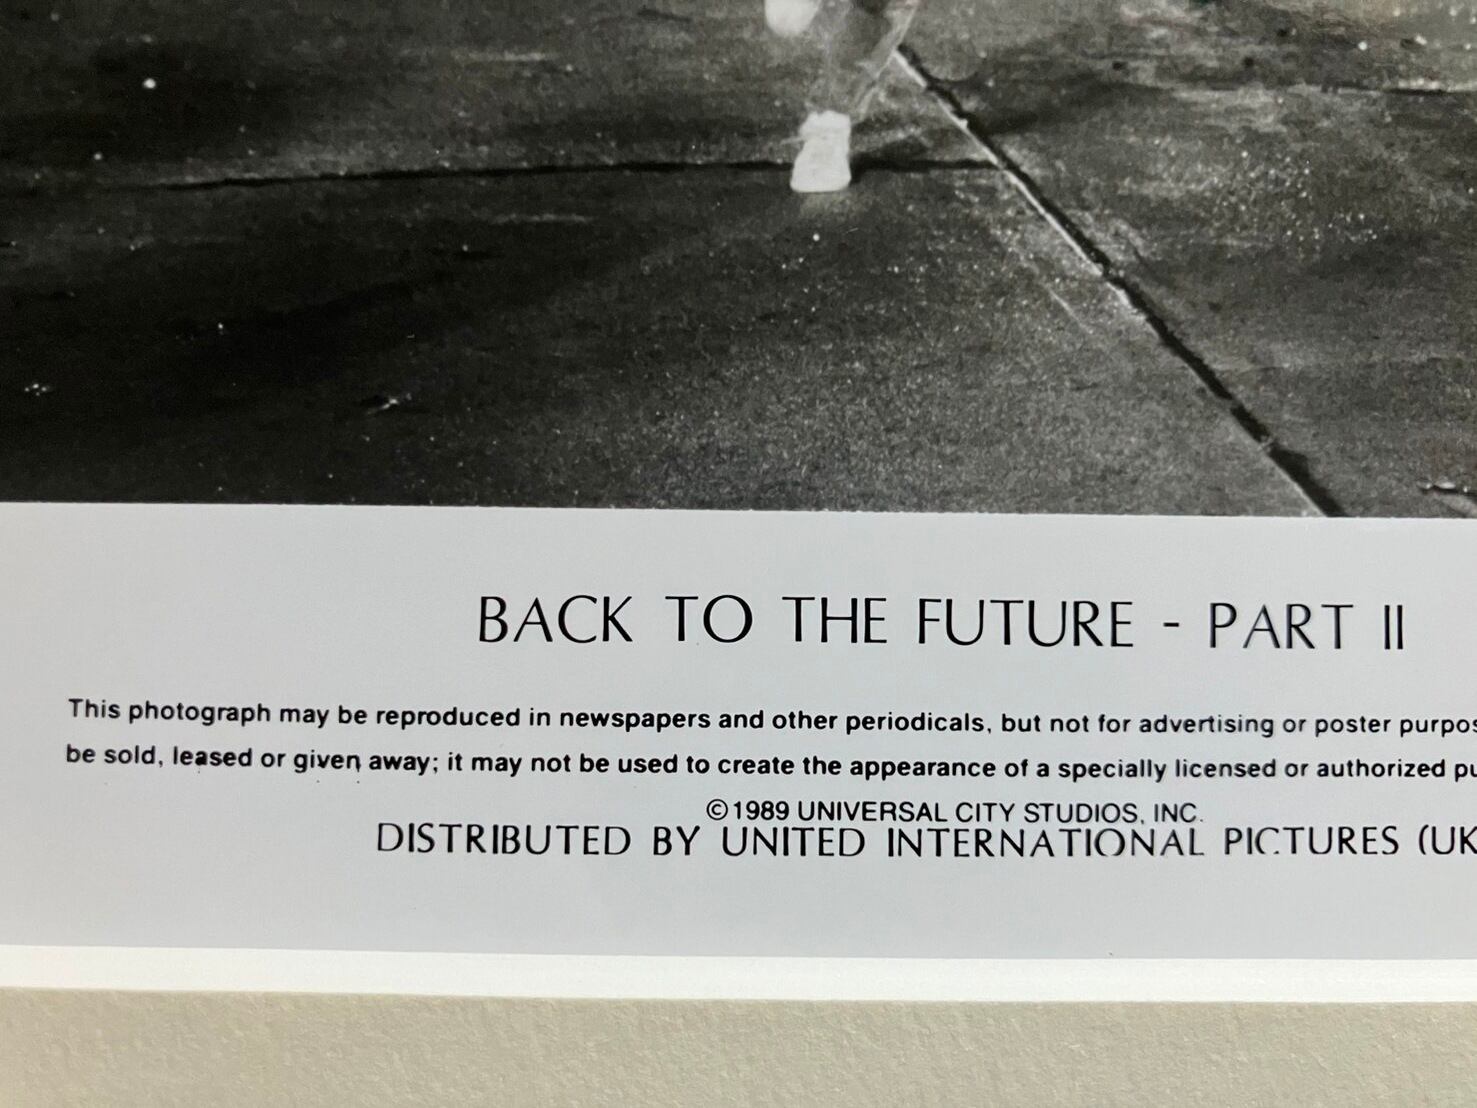 BACK TO THE FUTURE - PART II
This photograph may be reproduced in newspapers and other periodicals, but not for advertising or poster
be sold, leased or given away; it may not be used to create the appearance of a specially licensed or authorized
©1989 UNIVERSAL CITY STUDIOS, INC.
DISTRIBUTED BY UNITED INTERNATIONAL PICTURES (UK